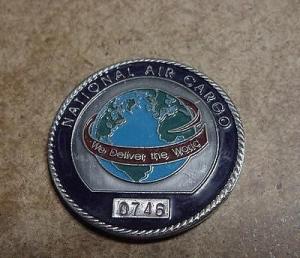 NATIONAL AIR CARGO
We Deliver the World
0746